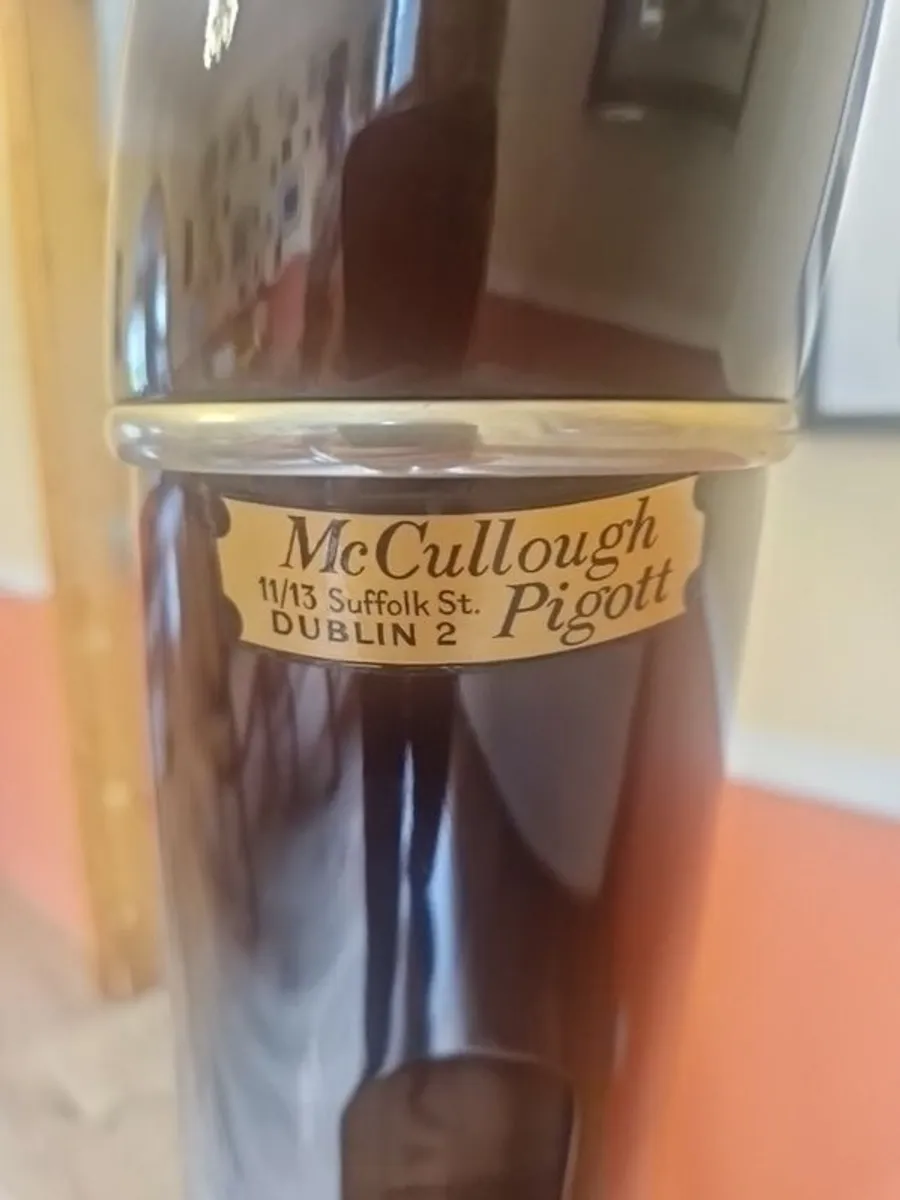 McCullough
11/13 Suffolk St. Pigott
DUBLIN 2